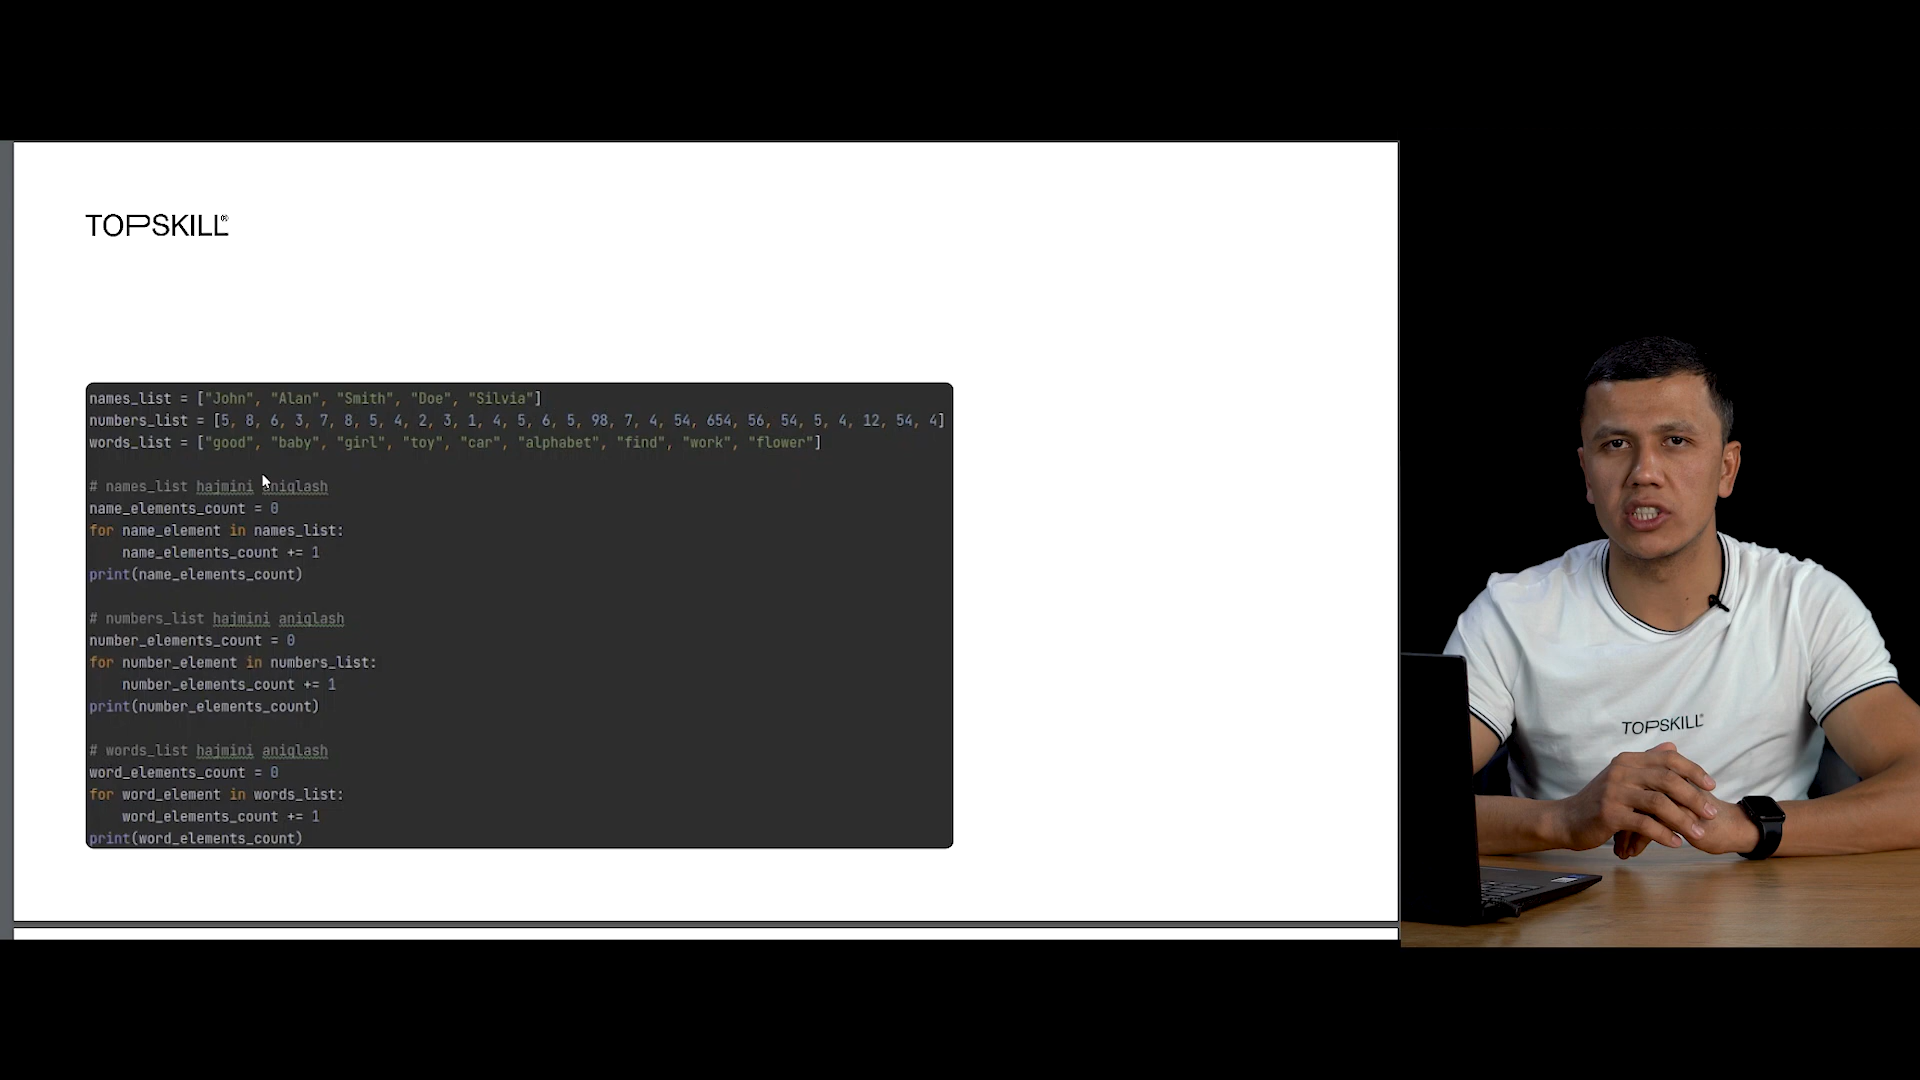 TOPSKILL®
names_list = ["John", "Alan", "Smith", "Doe", "Silvia"]
numbers_list = [5, 8, 6, 3, 7, 8, 5, 4, 2, 3, 1, 4, 5, 6, 5, 98, 7, 4, 54, 654, 56, 54, 5, 4, 12, 54, 4]
words_list = ["good", "baby", "girl", "toy", "car", "alphabet", "find", "work", "flower"]
# names_list hajmini aniqlash
name_elements_count = 0
for name_element in names_list:
    name_elements_count += 1
print(name_elements_count)
# numbers_list hajmini aniqlash
number_elements_count = 0
for number_element in numbers_list:
    number_elements_count += 1
print(number_elements_count)
# words_list hajmini aniqlash
word_elements_count = 0
for word_element in words_list:
    word_elements_count += 1
print(word_elements_count)
TOPSKILL®